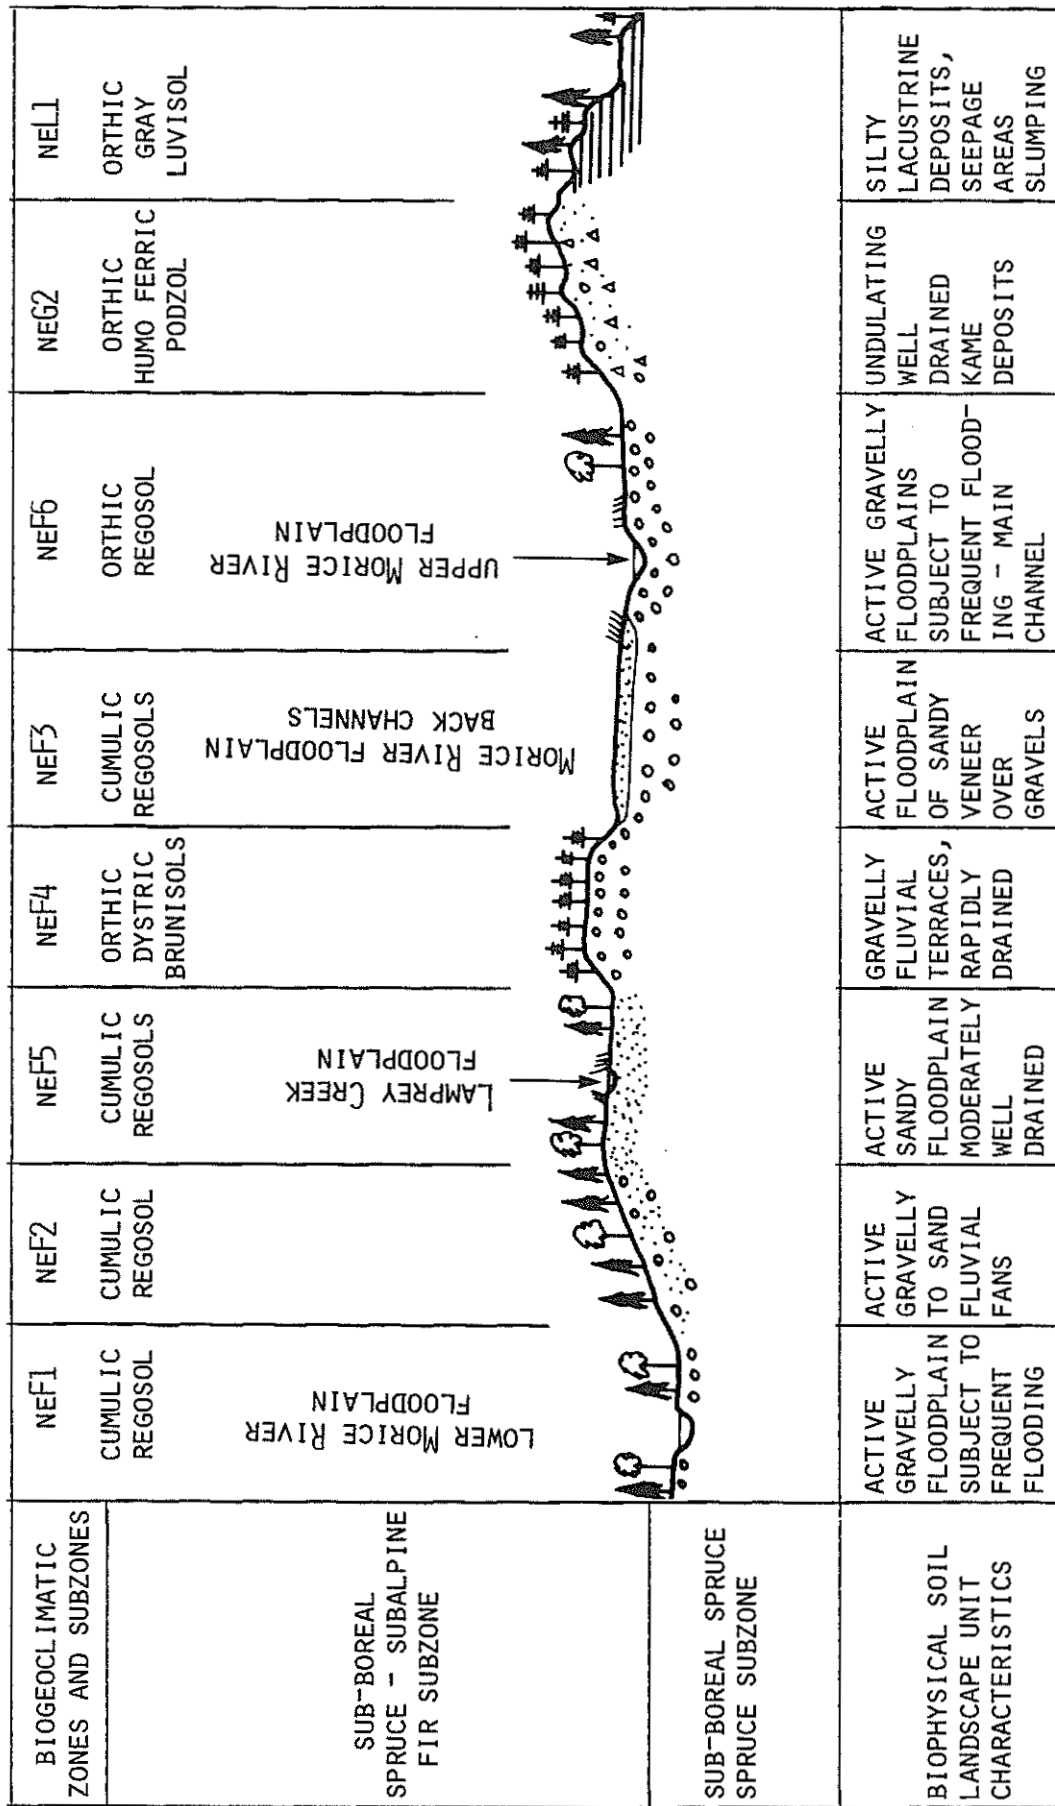 BIOGEOCLIMATIC
ZONES AND SUBZONES
NEF1
CUMULIC
REGOSOL
NEF2
CUMULIC
REGOSOL
NEF5
CUMULIC
REGOSOLS
NEF4
ORTHIC
DYSTRIC
BRUNISOLS
NEF3
CUMULIC
REGOSOLS
NEF6
ORTHIC
REGOSOL
NEG2
ORTHIC
HUMO FERRIC
PODZOL
NEL1
ORTHIC
GRAY
LUVISOL
SUB-BOREAL
SPRUCE - SUBALPINE
FIR SUBZONE
LOWER MORICE RIVER
FLOODPLAIN
LAMPREY CREEK
FLOODPLAIN
MORICE RIVER FLOODPLAIN
BACK CHANNELS
UPPER MORICE RIVER
FLOODPLAIN
SUB-BOREAL SPRUCE
SPRUCE SUBZONE
BIOPHYSICAL SOIL
LANDSCAPE UNIT
CHARACTERISTICS
ACTIVE
GRAVELLY
FLOODPLAIN
SUBJECT TO
FREQUENT
FLOODING
ACTIVE
GRAVELLY
TO SAND
FLUVIAL
FANS
ACTIVE
SANDY
FLOODPLAIN
MODERATELY
WELL
DRAINED
GRAVELLY
FLUVIAL
TERRACES,
RAPIDLY
DRAINED
ACTIVE
FLOODPLAIN
OF SANDY
VENEER
OVER
GRAVELS
ACTIVE GRAVELLY
FLOODPLAINS
SUBJECT TO
FREQUENT FLOOD-
ING - MAIN
CHANNEL
UNDULATING
WELL
DRAINED
KAME
DEPOSITS
SILTY
LACUSTRINE
DEPOSITS,
SEEPAGE
AREAS
SLUMPING